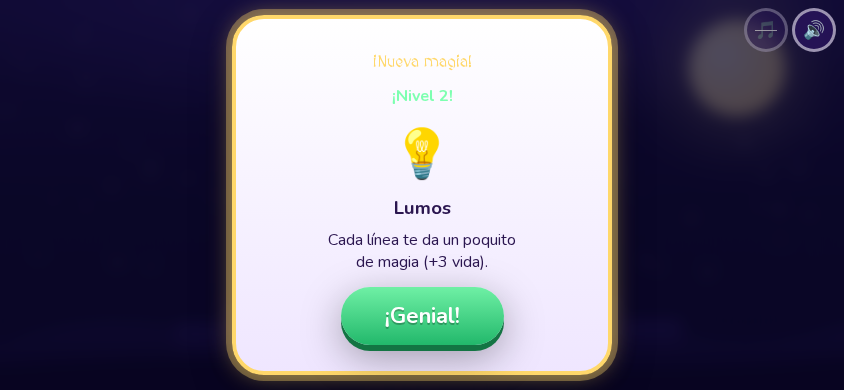 ¡Nueva magia!
¡Nivel 2!
Lumos
Cada línea te da un poquito
de magia (+3 vida).
¡Genial!